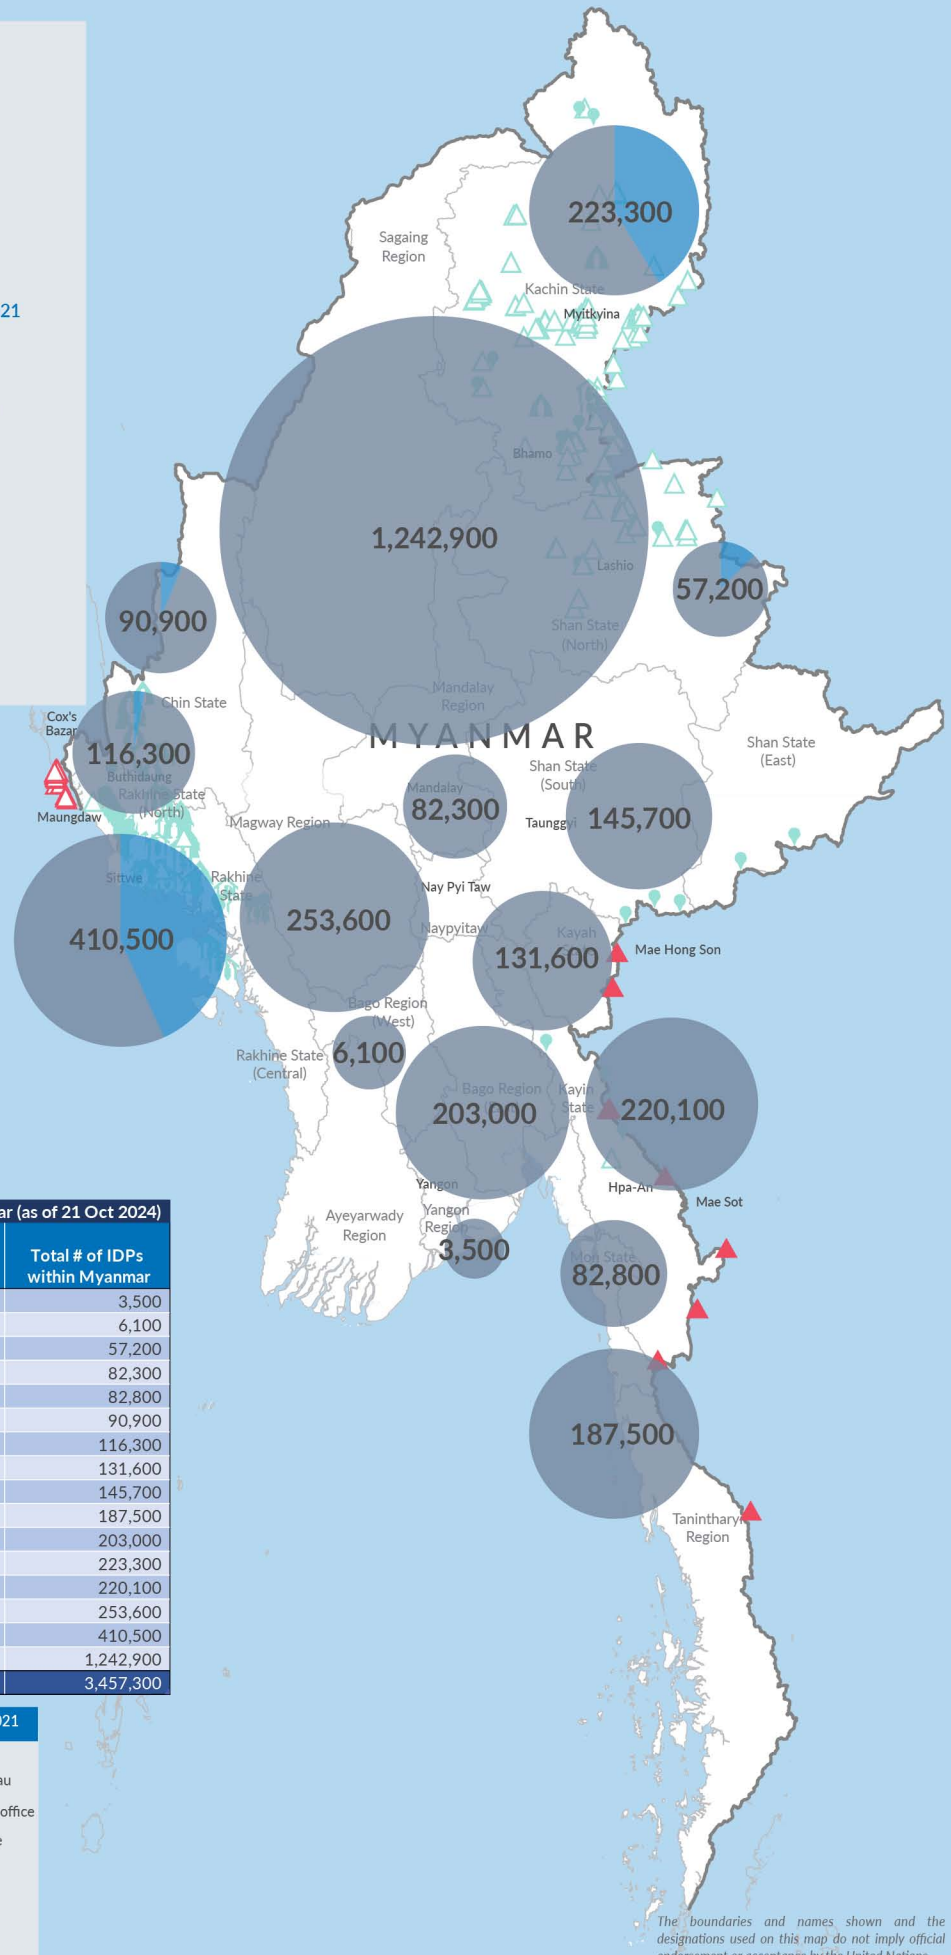 21
223,300
Sagaing
Region
Kachin State
Myitkyina
Bhamo
1,242,900
Lashio
57,200
90,900
Shan State
(North)
Mandalay
Region
Chin State
Cox's
Bazar
MYANMAR
116,300
Shan State
(East)
Shan State
(South)
Buthidaung
Mandalay
Rakhine State
(North)
82,300
145,700
Maungdaw
Magway Region
Taunggyi
Sittwe
Rakhine
State
Nay Pyi Taw
253,600
Naypyitaw
Kayah
410,500
131,600
Mae Hong Son
Bago Region
(West)
Rakhine State
(Central)
6,100
Bago Region
Kayin
State
203,000
220,100
Yangon
Hpa-An
Mae Sot
Ayeyarwady
Region
Yangon
Region
3,500
Mon State
82,800
187,500
Tanintharyi
Region
ar (as of 21 Oct 2024)
Total # of IDPs
within Myanmar
3,500
6,100
57,200
82,300
82,800
90,900
116,300
131,600
145,700
187,500
203,000
223,300
220,100
253,600
410,500
1,242,900
3,457,300
021
au
office
e
The boundaries and names shown and the
designations used on this map do not imply official
endorsement or acceptance by the United Nations